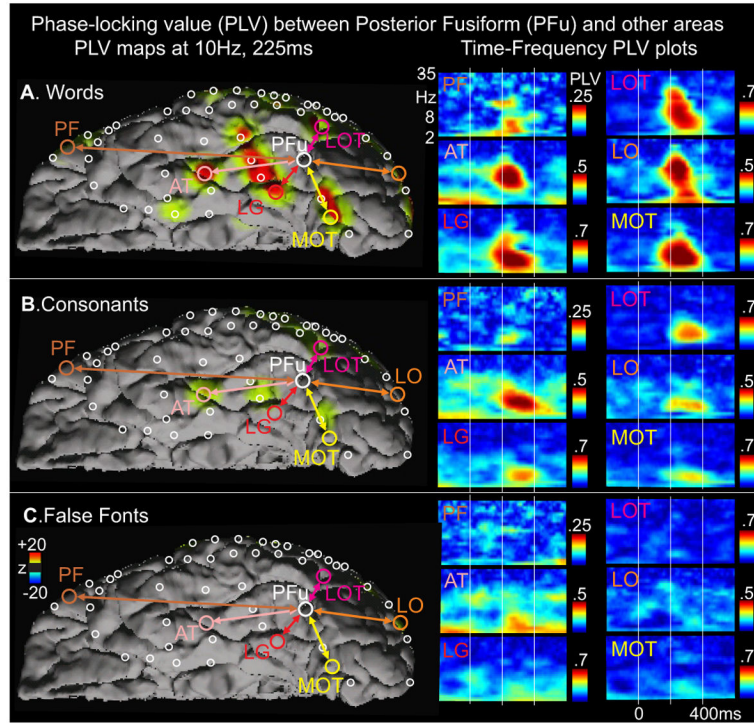 Phase-locking value (PLV) between Posterior Fusiform (PFu) and other areas
PLV maps at 10Hz, 225ms
Time-Frequency PLV plots
A. Words
PF
PFu
LOT
AT
LG
MOT
35
Hz
8
2
PF
PLV
.25
LOT
.7
AT
.5
LO
.5
LG
.7
MOT
.7
B.Consonants
PF
PFu
LOT
LO
AT
LG
MOT
PF
.25
LOT
.7
AT
.5
LO
.5
LG
.7
MOT
.7
C.False Fonts
+20
z
-20
PF
PFu
LOT
LO
AT
LG
MOT
PF
.25
LOT
.7
AT
.5
LO
.5
LG
.7
MOT
.7
0 400ms